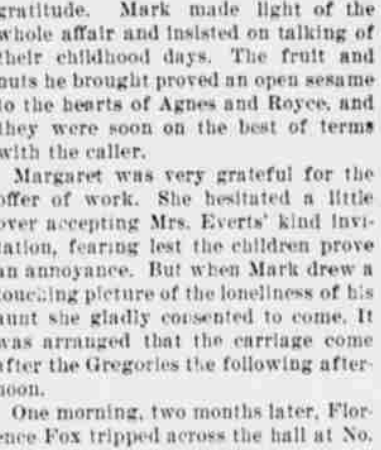 gratitude. Mark made light of the
whole affair and insisted on talking of
their childhood days. The fruit and
nuts he brought proved an open sesame
to the hearts of Agnes and Royce, and
they were soon on the best of terms
with the caller.
Margaret was very grateful for the
offer of work. She hesitated a little
over accepting Mrs. Everts' kind invi-
tation, fearing lest the children prove
an annoyance. But when Mark drew a
touching picture of the loneliness of his
aunt she gladly consented to come. It
was arranged that the carriage come
after the Gregories the following after-
noon.
One morning, two months later, Flor-
ence Fox tripped across the hall at No.